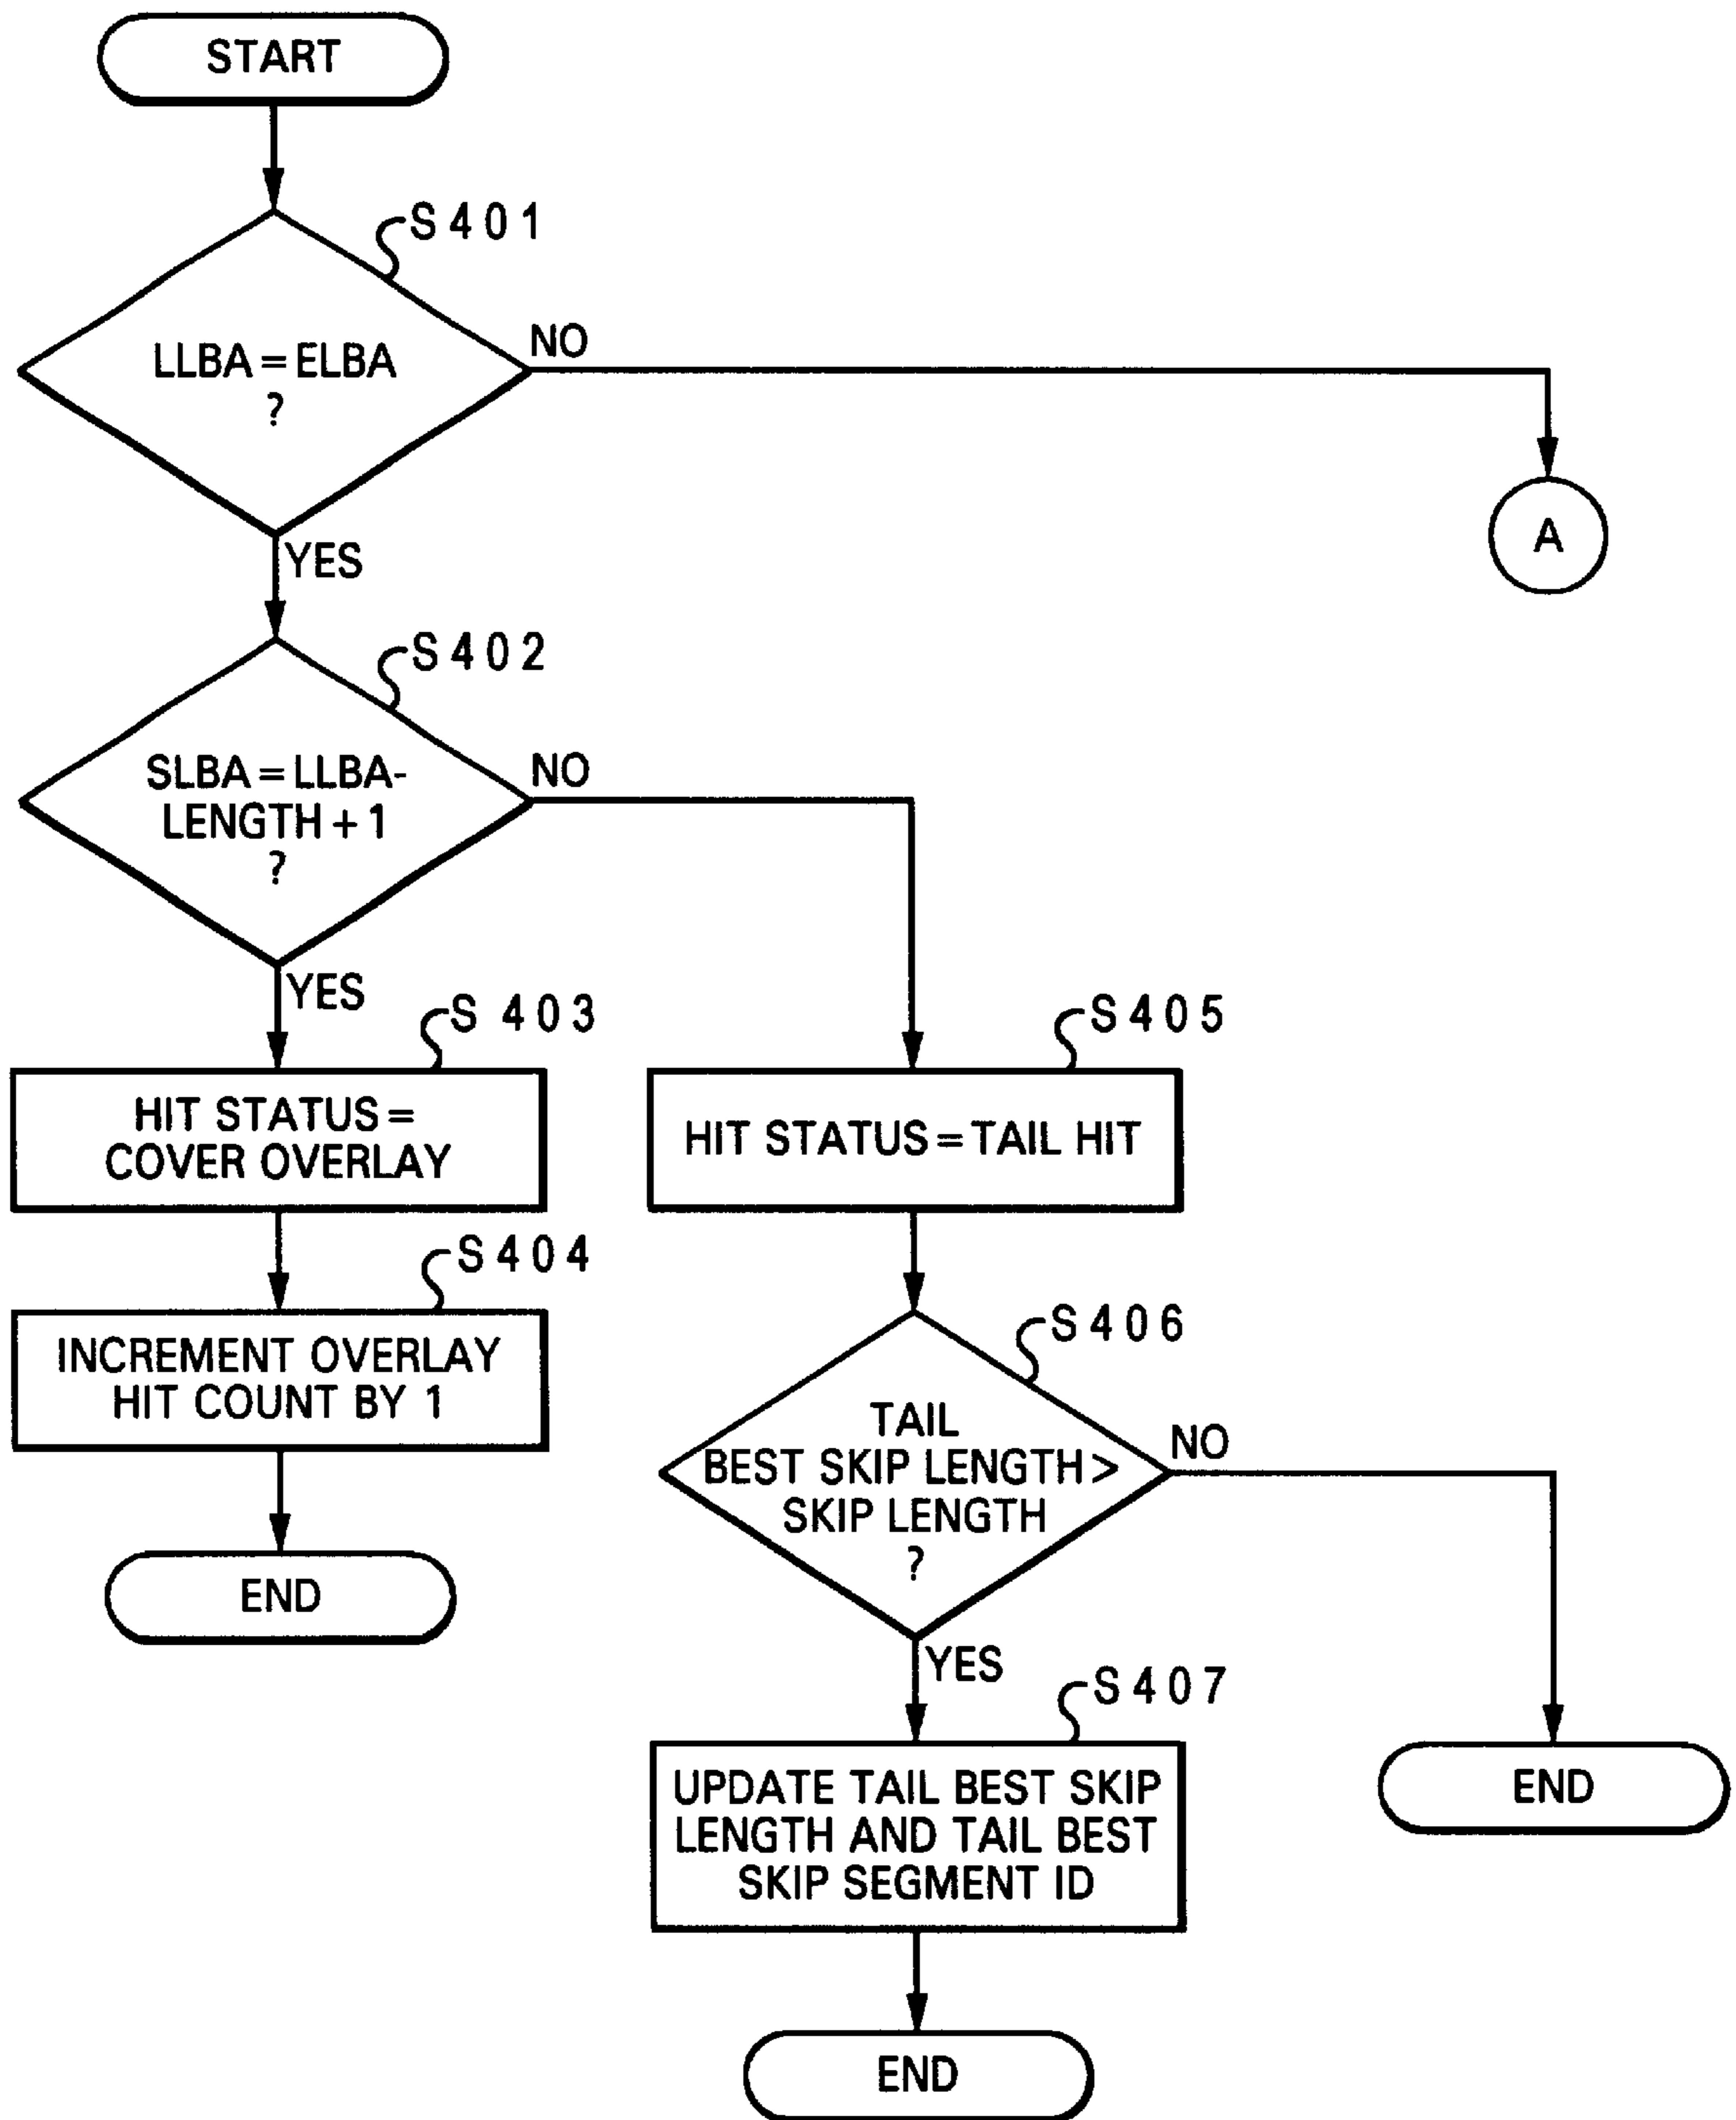 START
S401
LLBA=ELBA
?
NO
A
YES
S402
SLBA=LLBA-
LENGTH+1
?
NO
YES
S 403
HIT STATUS=
COVER OVERLAY
S404
INCREMENT OVERLAY
HIT COUNT BY 1
END
S405
HIT STATUS=TAIL HIT
S406
TAIL
BEST SKIP LENGTH>
SKIP LENGTH
?
NO
END
YES
S407
UPDATE TAIL BEST SKIP
LENGTH AND TAIL BEST
SKIP SEGMENT ID
END